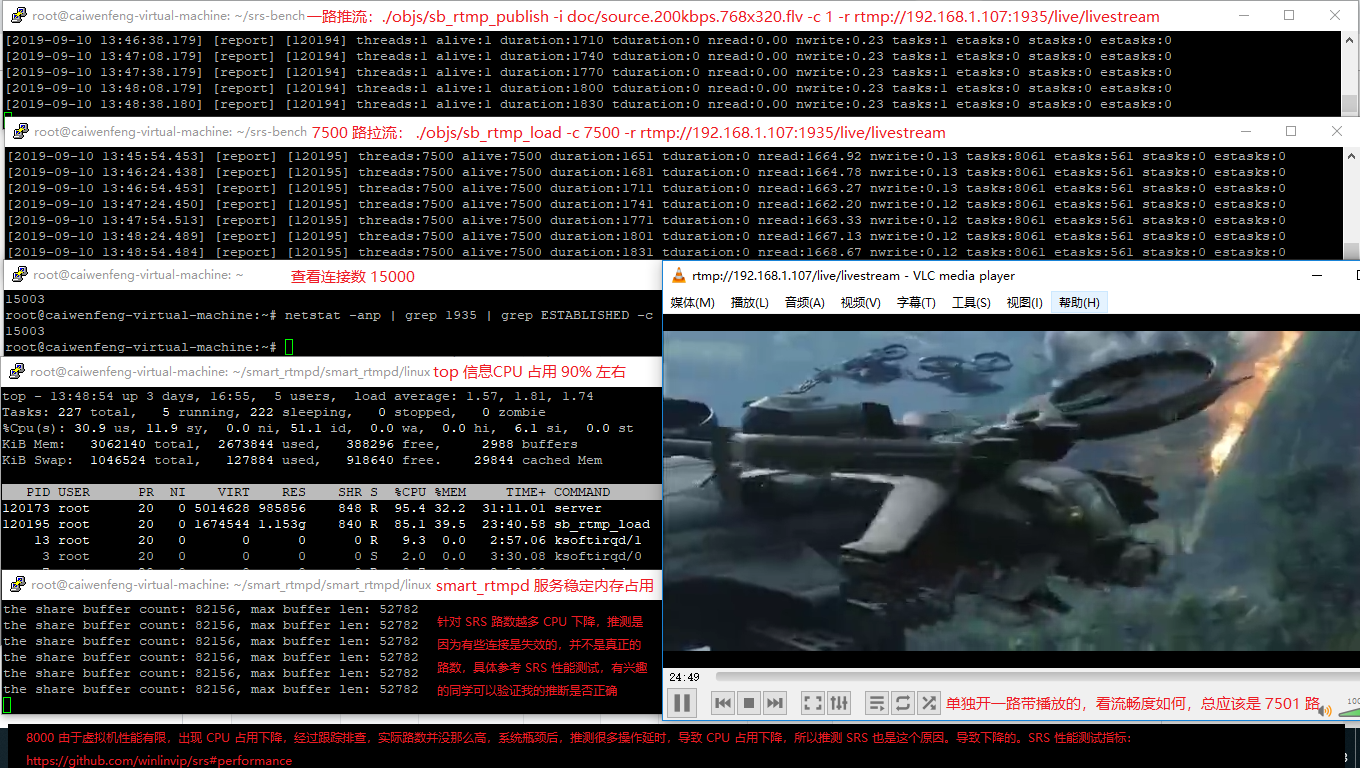 root@caiwenfeng-virtual-machine: ~/srs-bench 一路推流：./objs/sb_rtmp_publish -i doc/source.200kbps.768x320.flv -c 1 -r rtmp://192.168.1.107:1935/live/livestream
[2019-09-10 13:46:38.179] [report] [120194] threads:1 alive:1 duration:1710 tduration:0 nread:0.00 nwrite:0.23 tasks:1 etasks:0 stasks:0 estasks:0
[2019-09-10 13:47:08.179] [report] [120194] threads:1 alive:1 duration:1740 tduration:0 nread:0.00 nwrite:0.23 tasks:1 etasks:0 stasks:0 estasks:0
[2019-09-10 13:47:38.179] [report] [120194] threads:1 alive:1 duration:1770 tduration:0 nread:0.00 nwrite:0.23 tasks:1 etasks:0 stasks:0 estasks:0
[2019-09-10 13:48:08.179] [report] [120194] threads:1 alive:1 duration:1800 tduration:0 nread:0.00 nwrite:0.23 tasks:1 etasks:0 stasks:0 estasks:0
[2019-09-10 13:48:38.180] [report] [120194] threads:1 alive:1 duration:1830 tduration:0 nread:0.00 nwrite:0.23 tasks:1 etasks:0 stasks:0 estasks:0
root@caiwenfeng-virtual-machine: ~/srs-bench 7500 路拉流： ./objs/sb_rtmp_load -c 7500 -r rtmp://192.168.1.107:1935/live/livestream
[2019-09-10 13:45:54.453] [report] [120195] threads:7500 alive:7500 duration:1651 tduration:0 nread:1664.92 nwrite:0.13 tasks:8061 etasks:561 stasks:0 estasks:0
[2019-09-10 13:46:24.438] [report] [120195] threads:7500 alive:7500 duration:1681 tduration:0 nread:1664.78 nwrite:0.13 tasks:8061 etasks:561 stasks:0 estasks:0
[2019-09-10 13:46:54.453] [report] [120195] threads:7500 alive:7500 duration:1711 tduration:0 nread:1663.27 nwrite:0.13 tasks:8061 etasks:561 stasks:0 estasks:0
[2019-09-10 13:47:24.450] [report] [120195] threads:7500 alive:7500 duration:1741 tduration:0 nread:1662.20 nwrite:0.12 tasks:8061 etasks:561 stasks:0 estasks:0
[2019-09-10 13:47:54.513] [report] [120195] threads:7500 alive:7500 duration:1771 tduration:0 nread:1663.33 nwrite:0.12 tasks:8061 etasks:561 stasks:0 estasks:0
[2019-09-10 13:48:24.489] [report] [120195] threads:7500 alive:7500 duration:1801 tduration:0 nread:1667.13 nwrite:0.12 tasks:8061 etasks:561 stasks:0 estasks:0
[2019-09-10 13:48:54.484] [report] [120195] threads:7500 alive:7500 duration:1831 tduration:0 nread:1668.67 nwrite:0.12 tasks:8061 etasks:561 stasks:0 estasks:0
root@caiwenfeng-virtual-machine: ~ 查看连接数 15000
15003
root@caiwenfeng-virtual-machine:~# netstat -anp | grep 1935 | grep ESTABLISHED -c
15003
root@caiwenfeng-virtual-machine:~#
root@caiwenfeng-virtual-machine: ~/smart_rtmpd/smart_rtmpd/linux top 信息CPU 占用 90% 左右
top - 13:48:54 up 3 days, 16:55, 5 users, load average: 1.57, 1.81, 1.74
Tasks: 227 total, 5 running, 222 sleeping, 0 stopped, 0 zombie
%Cpu(s): 30.9 us, 11.9 sy, 0.0 ni, 51.1 id, 0.0 wa, 0.0 hi, 6.1 si, 0.0 st
KiB Mem: 3062140 total, 2673844 used, 388296 free, 2988 buffers
KiB Swap: 1046524 total, 127884 used, 918640 free. 29844 cached Mem
PID USER PR NI VIRT RES SHR S %CPU %MEM TIME+ COMMAND
120173 root 20 0 5014628 985856 848 R 95.4 32.2 31:11.01 server
120195 root 20 0 1674544 1.153g 840 R 85.1 39.5 23:40.58 sb_rtmp_load
13 root 20 0 0 0 0 R 9.3 0.0 2:57.06 ksoftirqd/1
3 root 20 0 0 0 0 S 2.0 0.0 3:30.08 ksoftirqd/0
root@caiwenfeng-virtual-machine: ~/smart_rtmpd/smart_rtmpd/linux smart_rtmpd 服务稳定内存占用
the share buffer count: 82156, max buffer len: 52782
the share buffer count: 82156, max buffer len: 52782
the share buffer count: 82156, max buffer len: 52782
the share buffer count: 82156, max buffer len: 52782
the share buffer count: 82156, max buffer len: 52782
the share buffer count: 82156, max buffer len: 52782
针对 SRS 路数越多 CPU 下降，推测是
因为有些连接是失效的，并不是真正的
路数，具体参考 SRS 性能测试，有兴趣
的同学可以验证我的推断是否正确
rtmp://192.168.1.107/live/livestream - VLC media player
媒体(M) 播放(L) 音频(A) 视频(V) 字幕(T) 工具(S) 视图(I) 帮助(H)
24:49
单独开一路带播放的，看流畅度如何，总应该是 7501 路
8000 由于虚拟机性能有限，出现 CPU 占用下降，经过跟踪排查，实际路数并没那么高，系统瓶颈后，推测很多操作延时，导致 CPU 占用下降，所以推测 SRS 也是这个原因。导致下降的。SRS 性能测试指标：
https://github.com/winlinvip/srs#performance